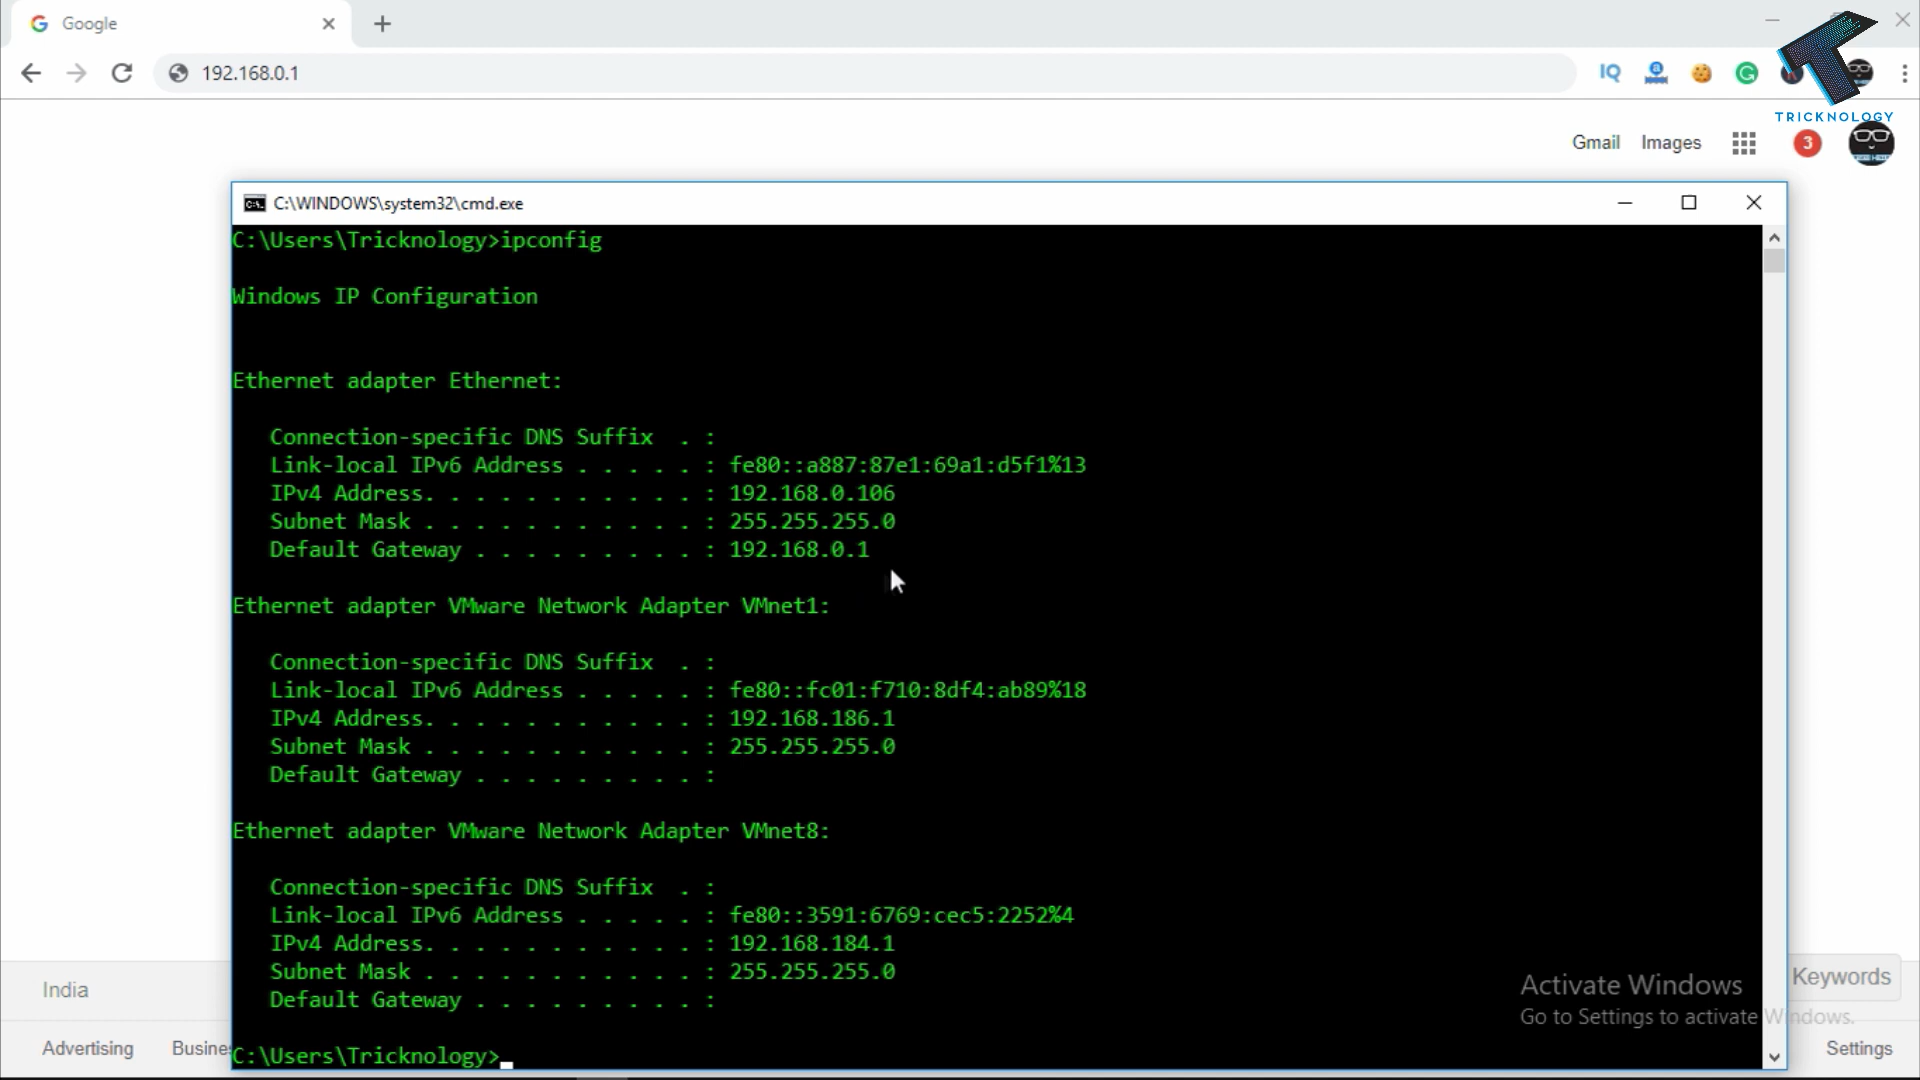 Google
192.168.0.1
IQ
TRICKNOLOGY
Gmail Images 3
C:\WINDOWS\system32\cmd.exe
C:\Users\Tricknology>ipconfig
Windows IP Configuration
Ethernet adapter Ethernet:
Connection-specific DNS Suffix . :
Link-local IPv6 Address . . . . . : fe80::a887:87e1:69a1:d5f1%13
IPv4 Address. . . . . . . . . . . : 192.168.0.106
Subnet Mask . . . . . . . . . . . : 255.255.255.0
Default Gateway . . . . . . . . . : 192.168.0.1
Ethernet adapter VMware Network Adapter VMnet1:
Connection-specific DNS Suffix . :
Link-local IPv6 Address . . . . . : fe80::fc01:f710:8df4:ab89%18
IPv4 Address. . . . . . . . . . . : 192.168.186.1
Subnet Mask . . . . . . . . . . . : 255.255.255.0
Default Gateway . . . . . . . . . :
Ethernet adapter VMware Network Adapter VMnet8:
Connection-specific DNS Suffix . :
Link-local IPv6 Address . . . . . : fe80::3591:6769:cec5:2252%4
IPv4 Address. . . . . . . . . . . : 192.168.184.1
Subnet Mask . . . . . . . . . . . : 255.255.255.0
Default Gateway . . . . . . . . . :
C:\Users\Tricknology>
Activate Windows
Go to Settings to activate Windows.
Keywords
India
Advertising Busine
Settings